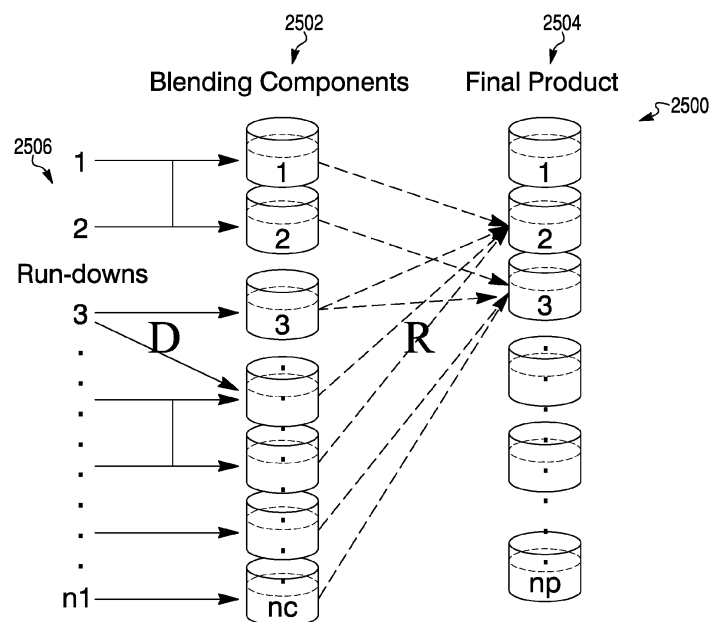 2502
2504
Blending Components
Final Product
2500
2506
1
1
1
2
2
2
Run-downs
3
3
3
D
R
n1
nc
np